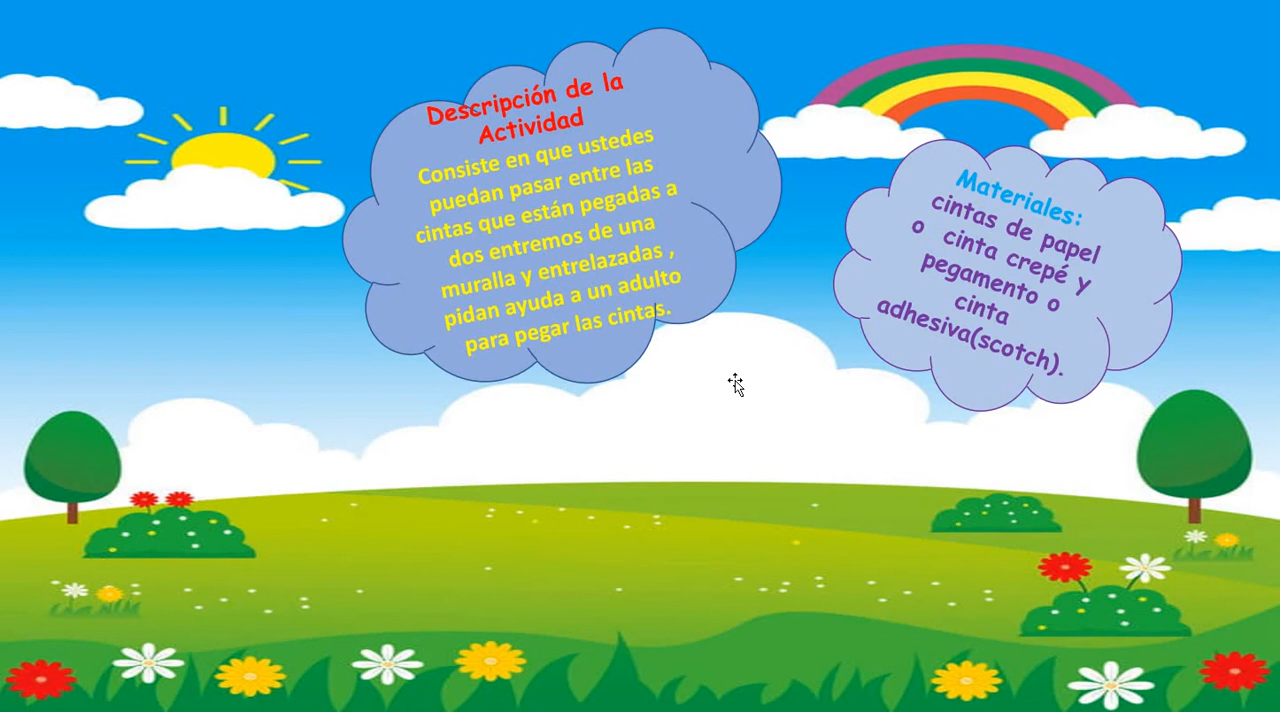 Descripción de la
Actividad
Consiste en que ustedes
puedan pasar entre las
cintas que están pegadas a
dos entremos de una
muralla y entrelazadas ,
pidan ayuda a un adulto
para pegar las cintas.
Materiales:
cintas de papel
o cinta crepé y
pegamento o
cinta
adhesiva(scotch).